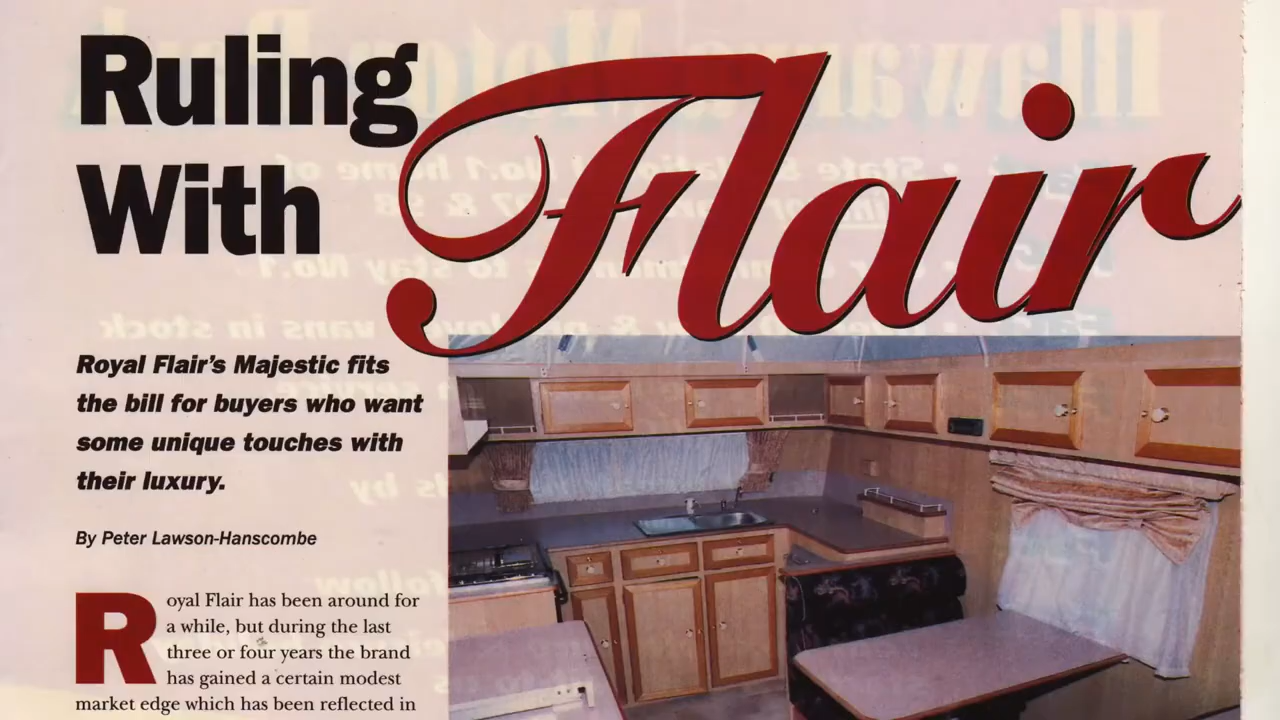 Ruling
With
Flair
Royal Flair's Majestic fits
the bill for buyers who want
some unique touches with
their luxury.
By Peter Lawson-Hanscombe
Royal Flair has been around for
a while, but during the last
three or four years the brand
has gained a certain modest
market edge which has been reflected in